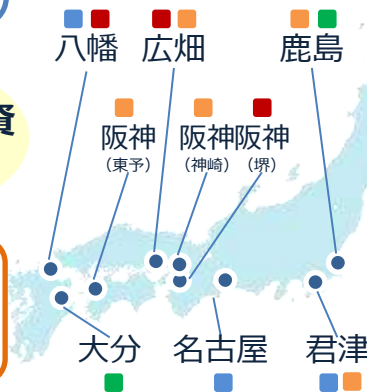 八幡 広畑 鹿島
資
阪神 阪神 阪神
(東予) (神崎) (堺)
大分 名古屋 君津